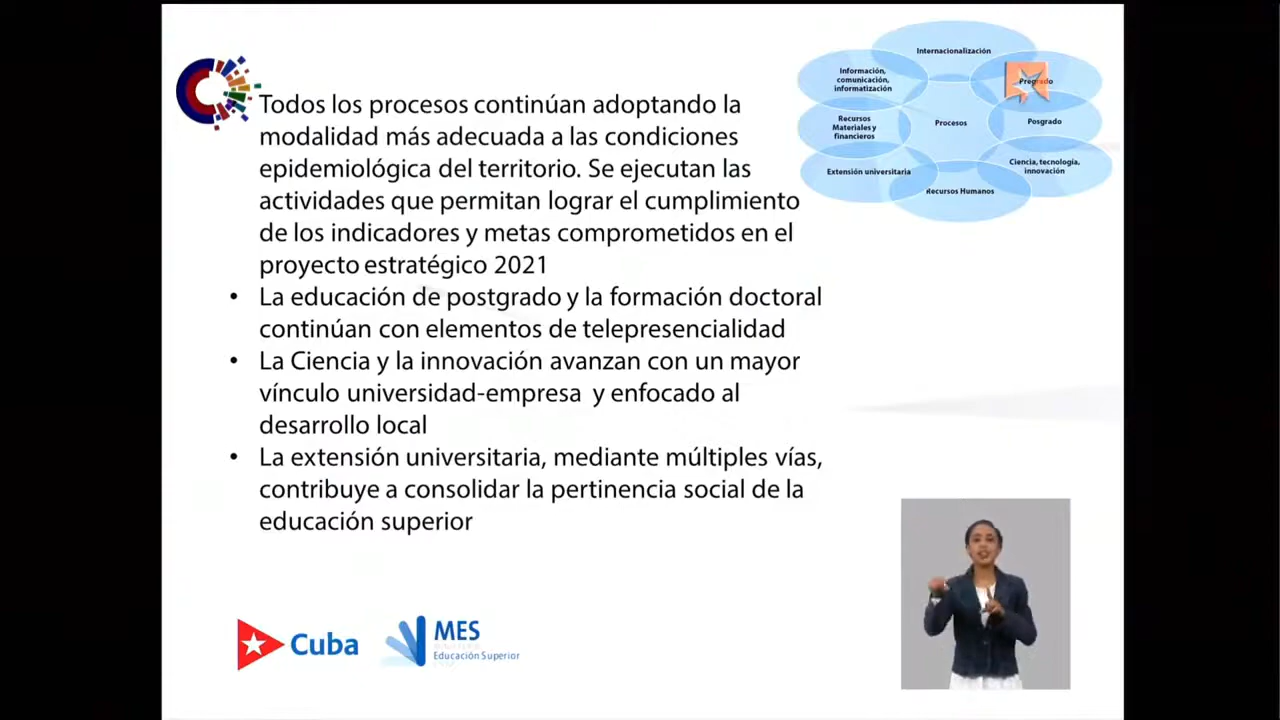 Todos los procesos continúan adoptando la
modalidad más adecuada a las condiciones
epidemiológica del territorio. Se ejecutan las
actividades que permitan lograr el cumplimiento
de los indicadores y metas comprometidos en el
proyecto estratégico 2021
• La educación de postgrado y la formación doctoral
continúan con elementos de telepresencialidad
• La Ciencia y la innovación avanzan con un mayor
vínculo universidad-empresa y enfocado al
desarrollo local
• La extensión universitaria, mediante múltiples vías,
contribuye a consolidar la pertinencia social de la
educación superior
Internacionalización
Información,
comunicación,
informatización
Pregrado
Recursos
Materiales y
financieros
Procesos
Posgrado
Extensión universitaria
Ciencia, tecnología,
innovación
Recursos Humanos
Cuba
MES
Educación Superior